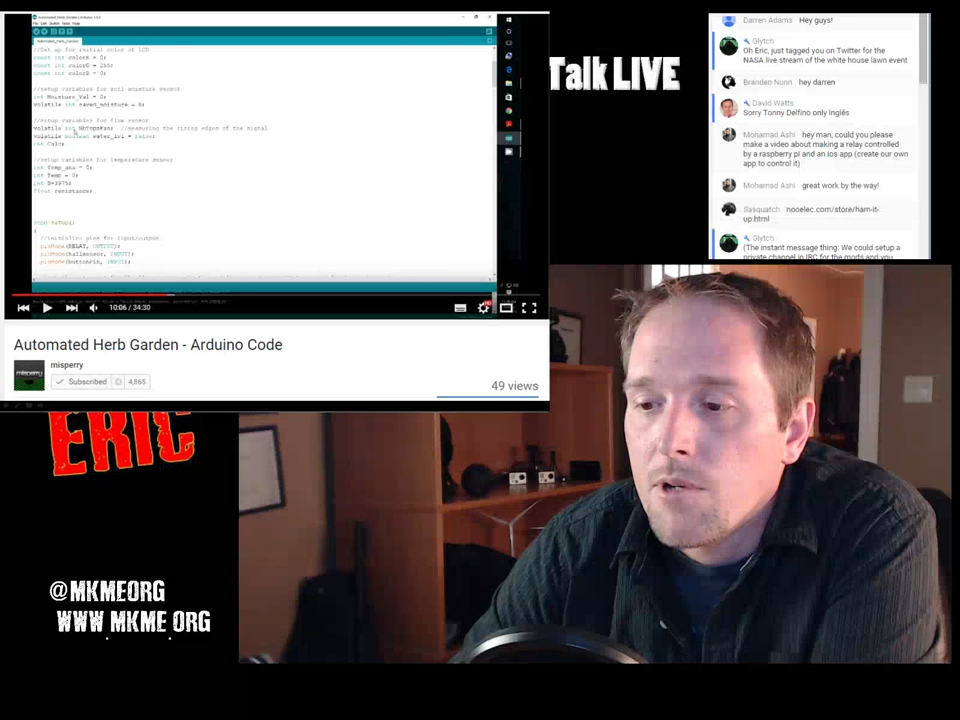 //Set up for initial color of LCD
const int colorR = 0;
const int colorG = 255;
const int colorB = 0;
//setup variables for soil moisture sensor
int Moisture_Val = 0;
volatile int saved_moisture = 0;
//setup variables for flow sensor
volatile int //measuring the rising edges of the signal
volatile boolean water_lvl = false;
int Calc;
//setup variables for temperature sensor
int Temp_ana = 0;
int Temp = 0;
int B=3975;
float resistance;
{
pinMode(RELAY, OUTPUT);
pinMode(hallsensor, INPUT);
pinMode(buttonPin, INPUT);
10:06 / 34:30
Automated Herb Garden - Arduino Code
misperry
Subscribed 4,865
49 views
Talk LIVE
Darren Adams Hey guys!
Glytch
Oh Eric, just tagged you on Twitter for the
NASA live stream of the white house lawn event
Branden Nunn hey darren
David Watts
Sorry Tonny Delfino only Inglés
Mohamad Ashi hey man, could you please
make a video about making a relay controlled
by a raspberry pi and an ios app (create our own
app to control it)
Mohamad Ashi great work by the way!
Sasquatch nooelec.com/store/ham-it-
up.html
Glytch
(The instant message thing: We could setup a
private channel in IRC for the mods and you
ERIC
@MKMEORG
WWW.MKME.ORG